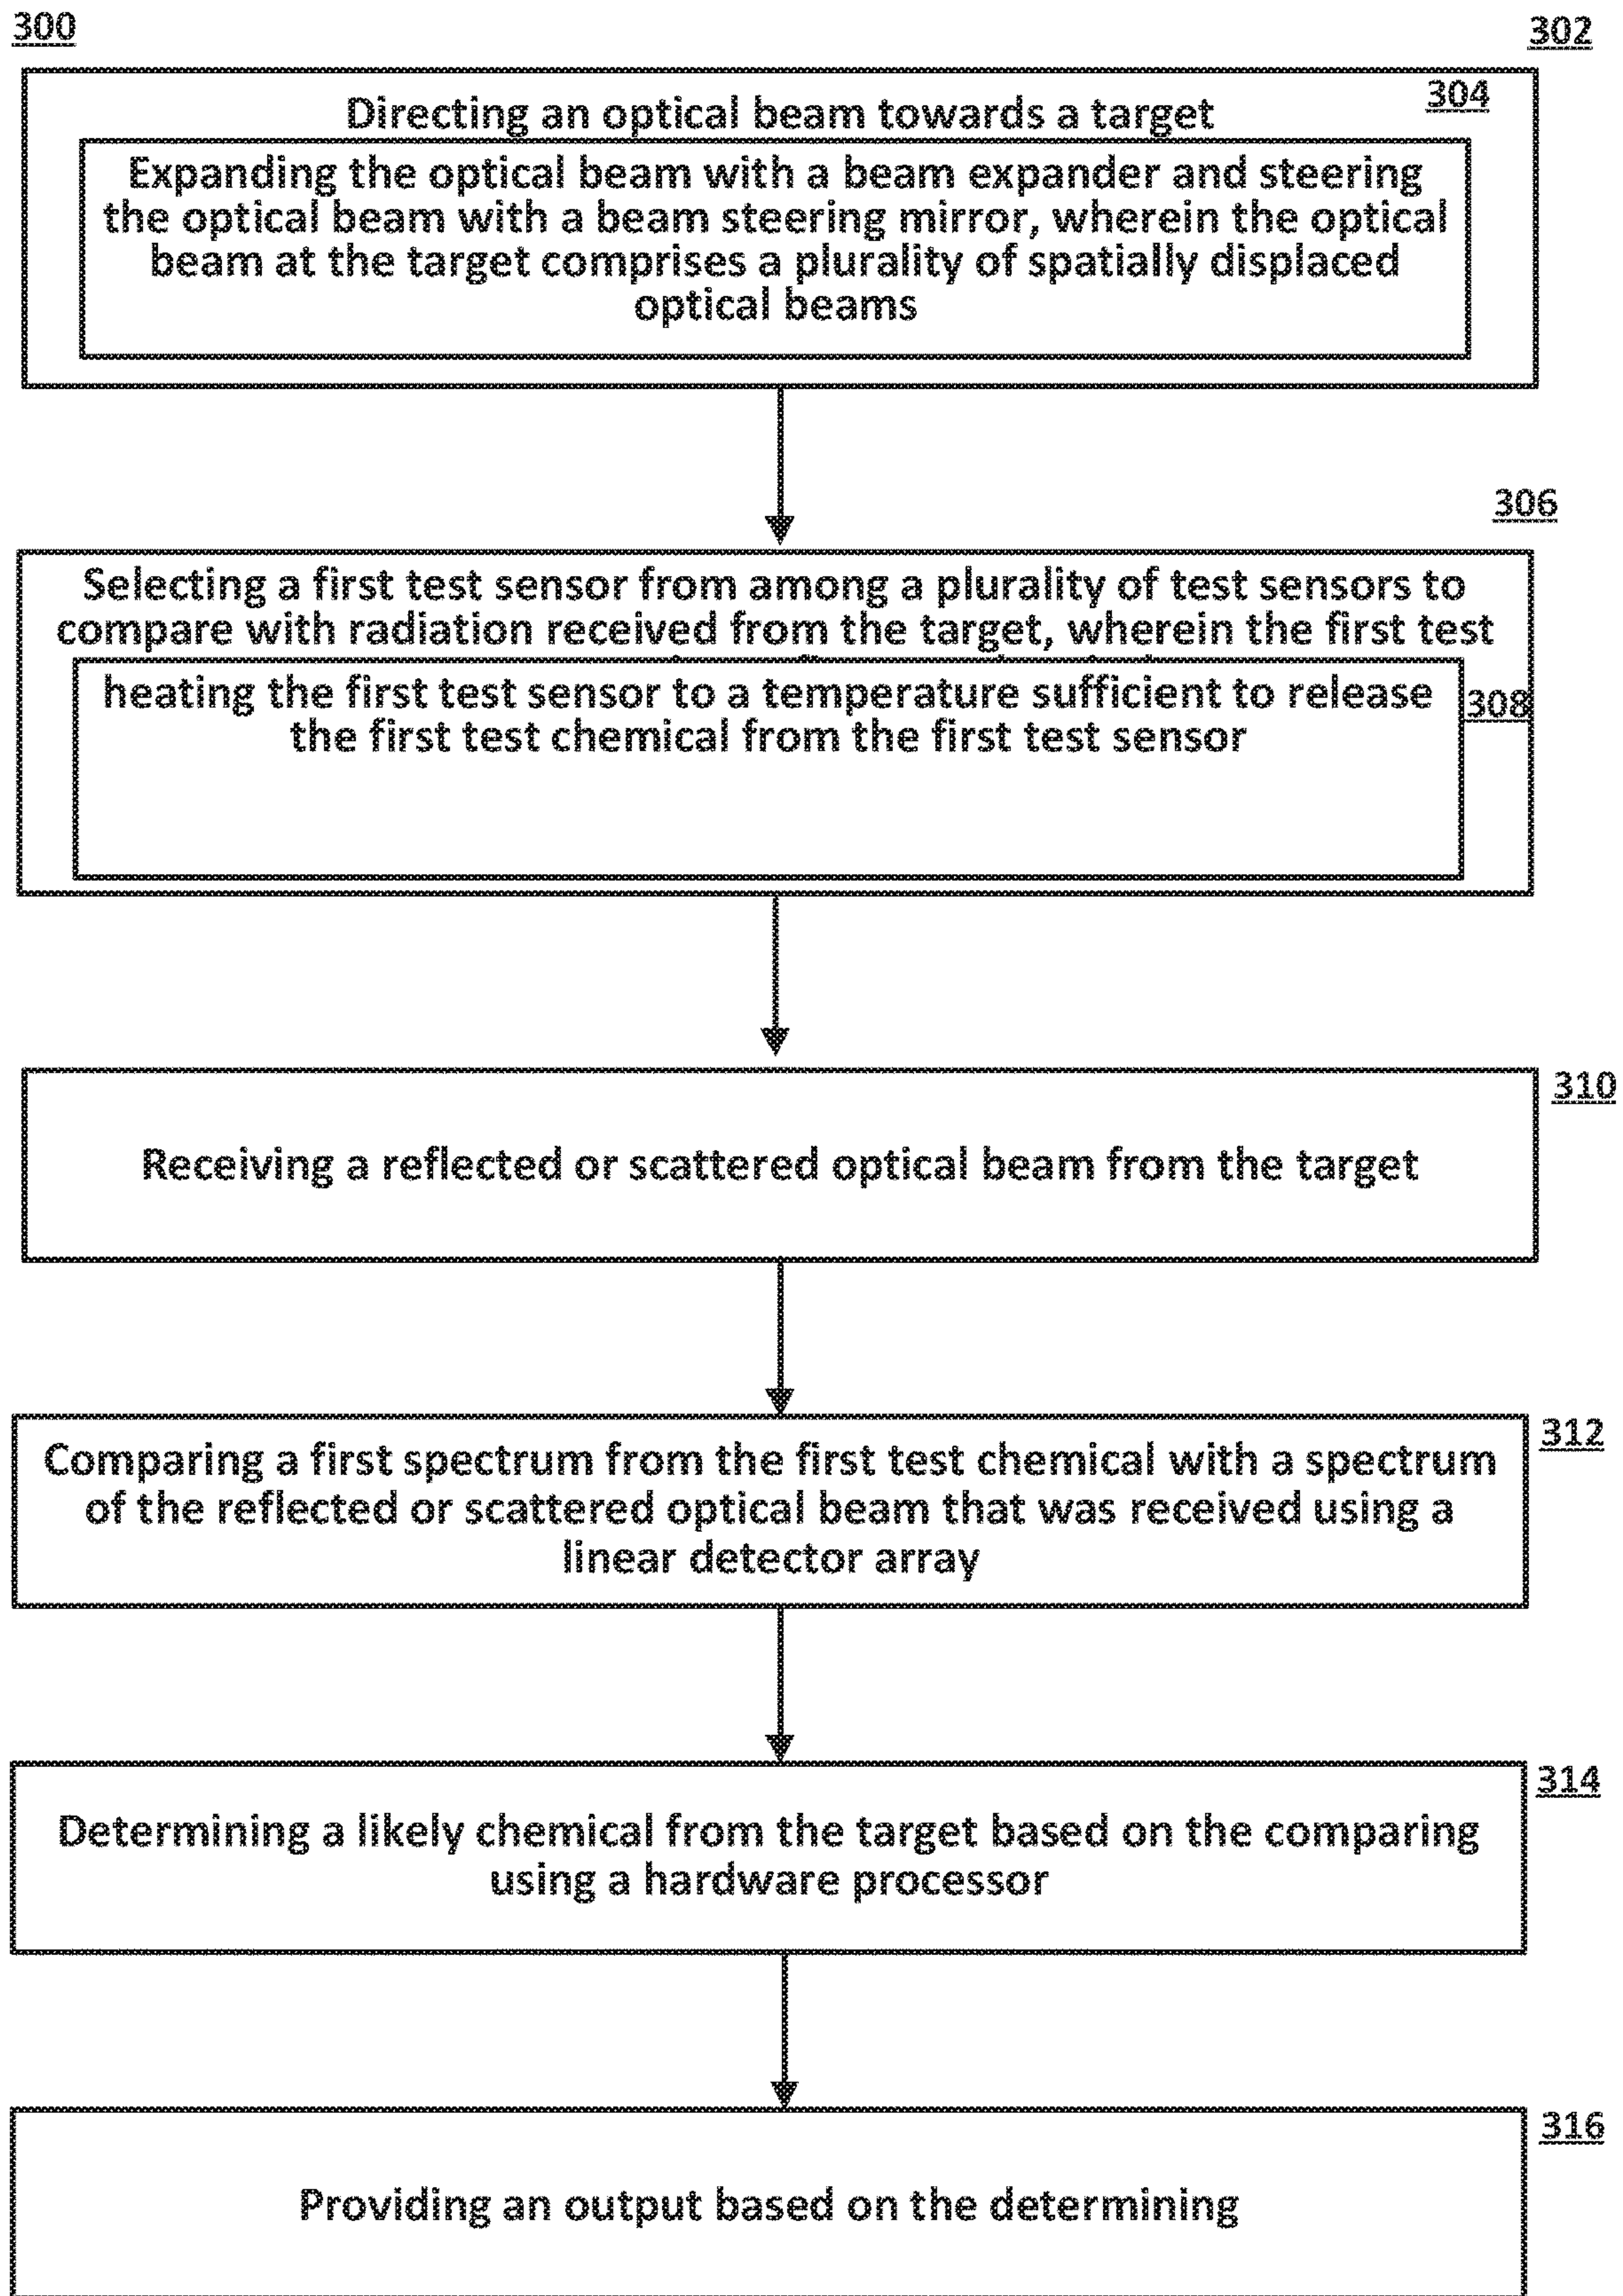 300
302
304
Directing an optical beam towards a target
Expanding the optical beam with a beam expander and steering
the optical beam with a beam steering mirror, wherein the optical
beam at the target comprises a plurality of spatially displaced
optical beams
306
Selecting a first test sensor from among a plurality of test sensors to
compare with radiation received from the target, wherein the first test
heating the first test sensor to a temperature sufficient to release
308
the first test chemical from the first test sensor
310
Receiving a reflected or scattered optical beam from the target
312
Comparing a first spectrum from the first test chemical with a spectrum
of the reflected or scattered optical beam that was received using a
linear detector array
314
Determining a likely chemical from the target based on the comparing
using a hardware processor
316
Providing an output based on the determining